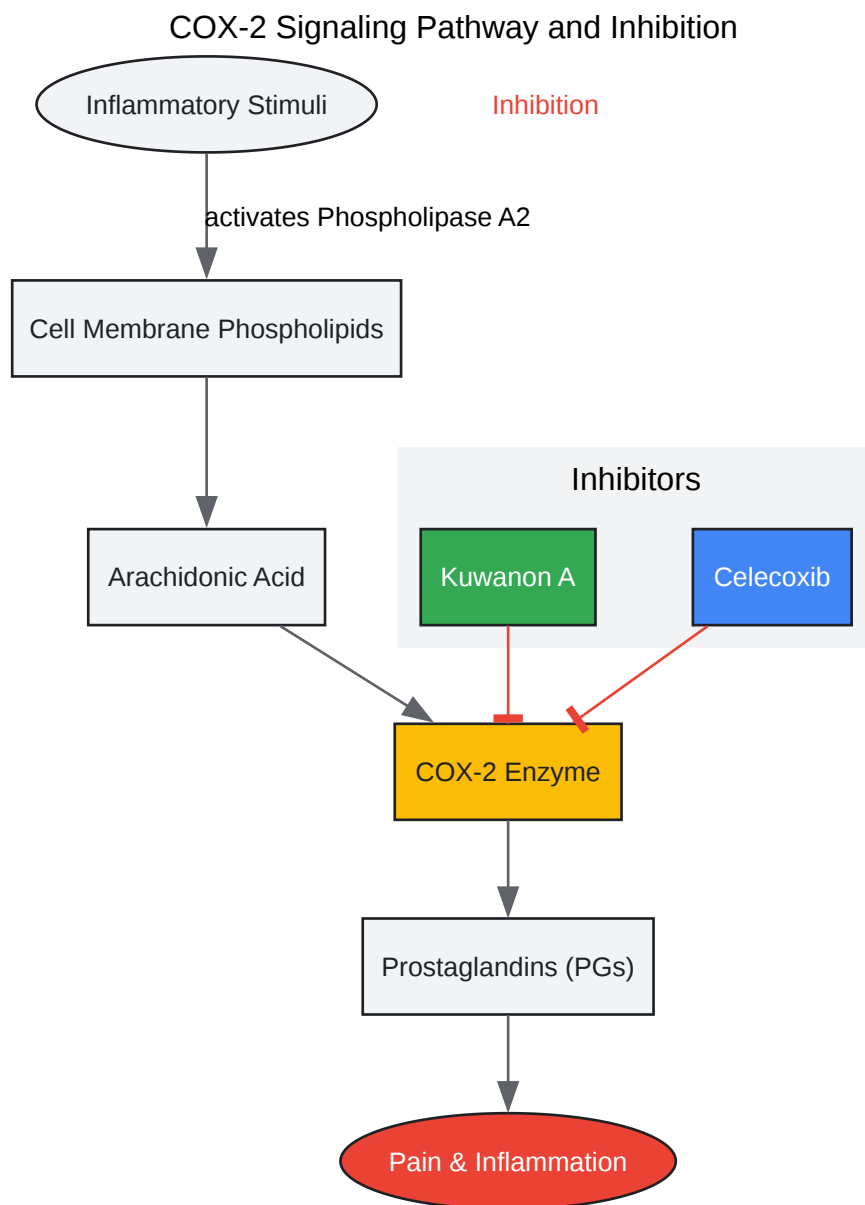 COX-2 Signaling Pathway and Inhibition
Inflammatory Stimuli
Inhibition
activates Phospholipase A2
Cell Membrane Phospholipids
Inhibitors
Arachidonic Acid
Kuwanon A
Celecoxib
COX-2 Enzyme
Prostaglandins (PGs)
Pain & Inflammation